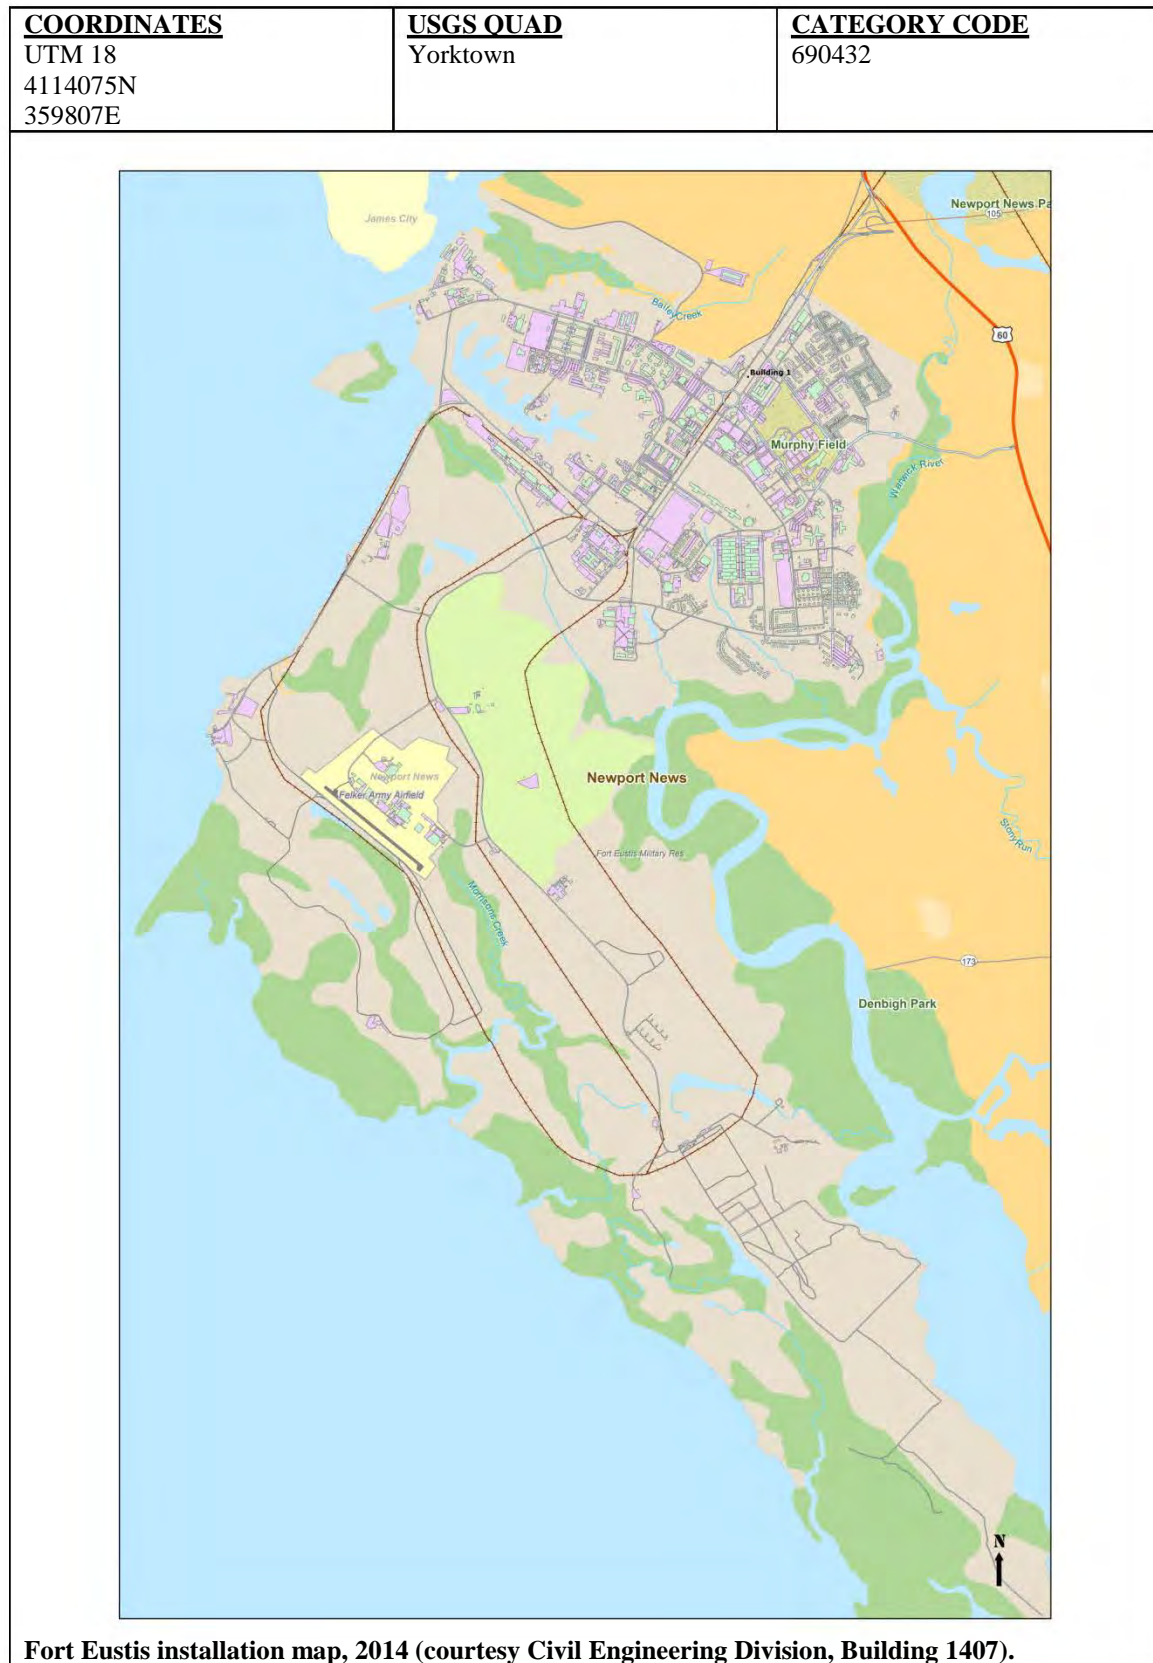 COORDINATES
UTM 18
4114075N
359807E
USGS QUAD
Yorktown
CATEGORY CODE
690432
James City
Newport News Pa
105
Bailey Creek
60
Building 1
Murphy Field
Warwick River
Newport News
Felker Army Airfield
Newport News
Fort Eustis Military Res
Stony Run
Morrisons Creek
173
Denbigh Park
N
Fort Eustis installation map, 2014 (courtesy Civil Engineering Division, Building 1407).